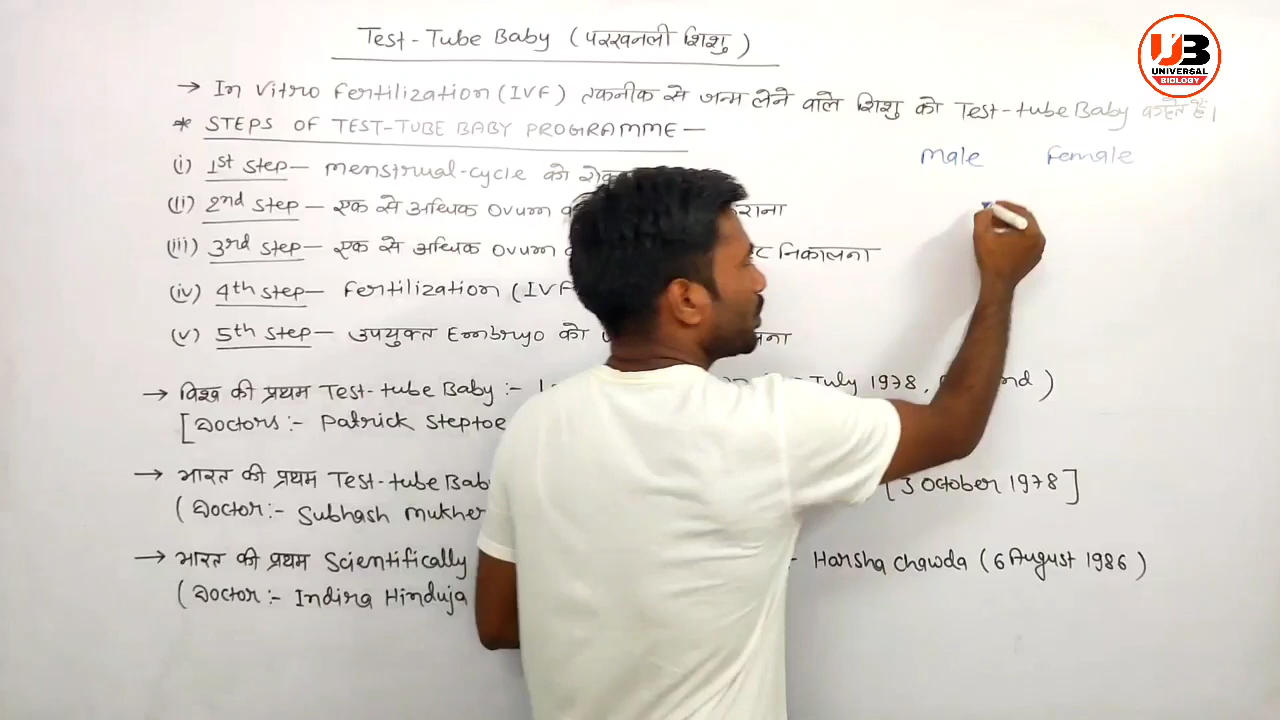 Test-Tube Baby (परखनली शिशु)
UB
UNIVERSAL
BIOLOGY
→ In Vitro Fertilization (IVF) तकनीक से जन्म लेने वाले शिशु को Test-tube Baby कहते हैं।
* STEPS OF TEST-TUBE BABY PROGRAMME—
Male Female
(i) 1st step— menstrual-cycle को
(ii) 2nd step— एक से अधिक Ovum
(iii) 3rd step— एक से अधिक Ovum निकालना
(iv) 4th step— Fertilization (IVF
(v) 5th step— उपयुक्त Embryo को
→ विश्व की प्रथम Test-tube Baby :- July 1978,
[Doctors :- Patrick Steptoe
→ भारत की प्रथम Test-tube Baby [3 October 1978]
(Doctor:- Subhash
→ भारत की प्रथम Scientifically :- Harsha Chawda (6 August 1986)
(Doctor:- Indira Hinduja